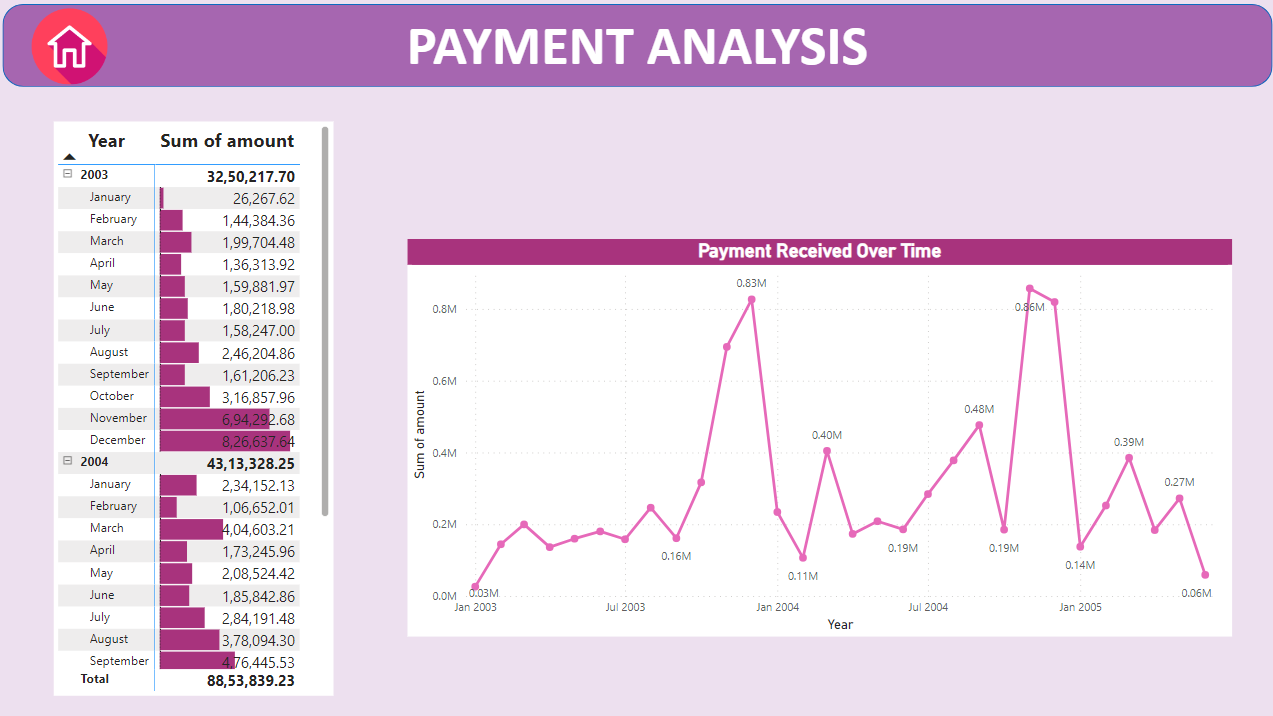 PAYMENT ANALYSIS
Year Sum of amount
2003 32,50,217.70
January 26,267.62
February 1,44,384.36
March 1,99,704.48
April 1,36,313.92
May 1,59,881.97
June 1,80,218.98
July 1,58,247.00
August 2,46,204.86
September 1,61,206.23
October 3,16,857.96
November 6,94,292.68
December 8,26,637.64
2004 43,13,328.25
January 2,34,152.13
February 1,06,652.01
March 4,04,603.21
April 1,73,245.96
May 2,08,524.42
June 1,85,842.86
July 2,84,191.48
August 3,78,094.30
September 4,76,445.53
Total 88,53,839.23
Payment Received Over Time
Sum of amount
0.8M
0.6M
0.4M
0.2M
0.0M
0.03M
0.16M
0.83M
0.11M
0.40M
0.19M
0.48M
0.19M
0.86M
0.14M
0.39M
0.27M
0.06M
Jan 2003 Jul 2003 Jan 2004 Jul 2004 Jan 2005
Year